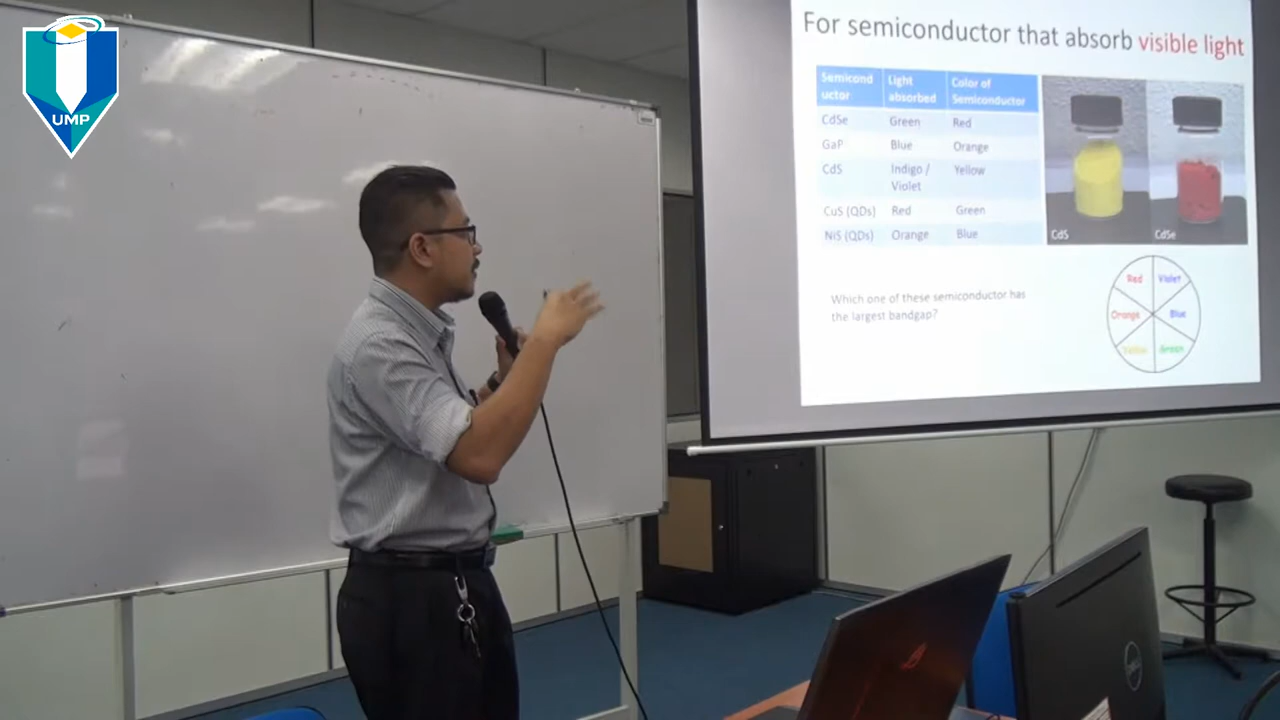 UMP
For semiconductor that absorb visible light
Semicond
uctor
Light
absorbed
Color of
Semiconductor
CdSe Green Red
GaP Blue Orange
CdS Indigo /
Violet
Yellow
CuS (QDs) Red Green
NiS (QDs) Orange Blue
CdS
CdSe
Which one of these semiconductor has
the largest bandgap?
Red Violet
Orange Blue
Yellow Green
DELL